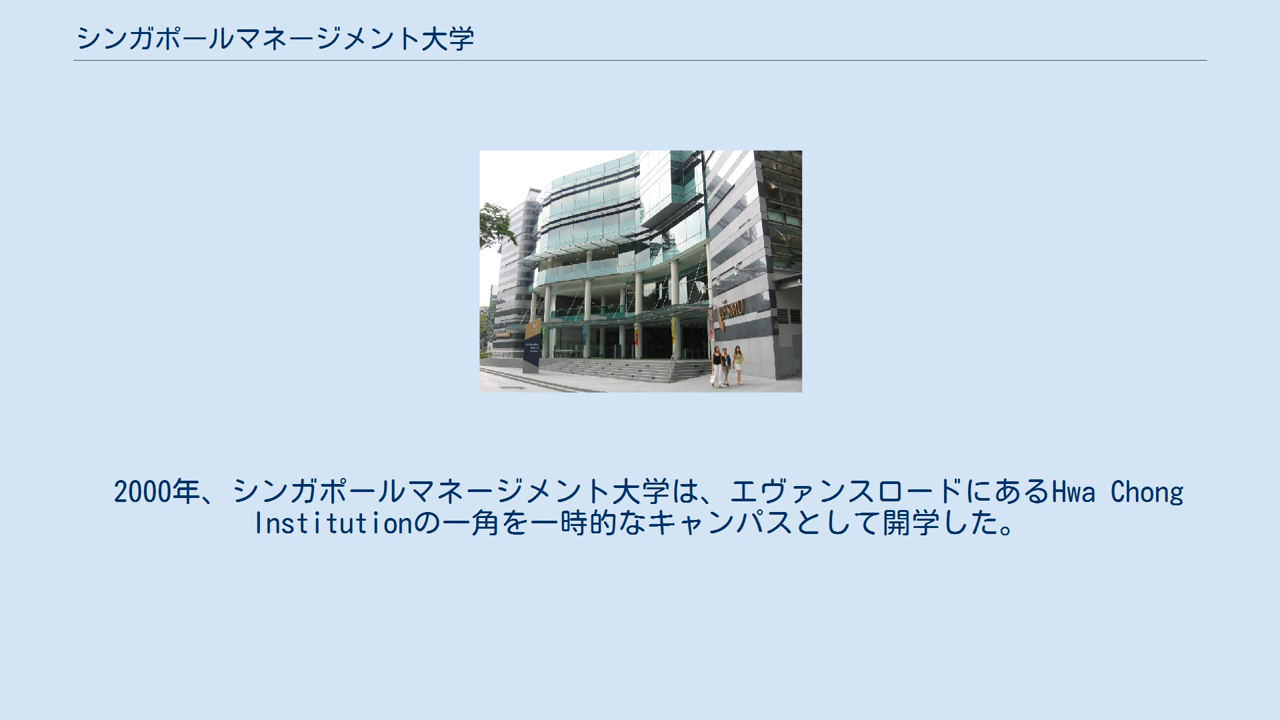 シンガポールマネージメント大学
SMU
2000年、シンガポールマネージメント大学は、エヴァンスロードにあるHwa Chong
Institutionの一角を一時的なキャンパスとして開学した。